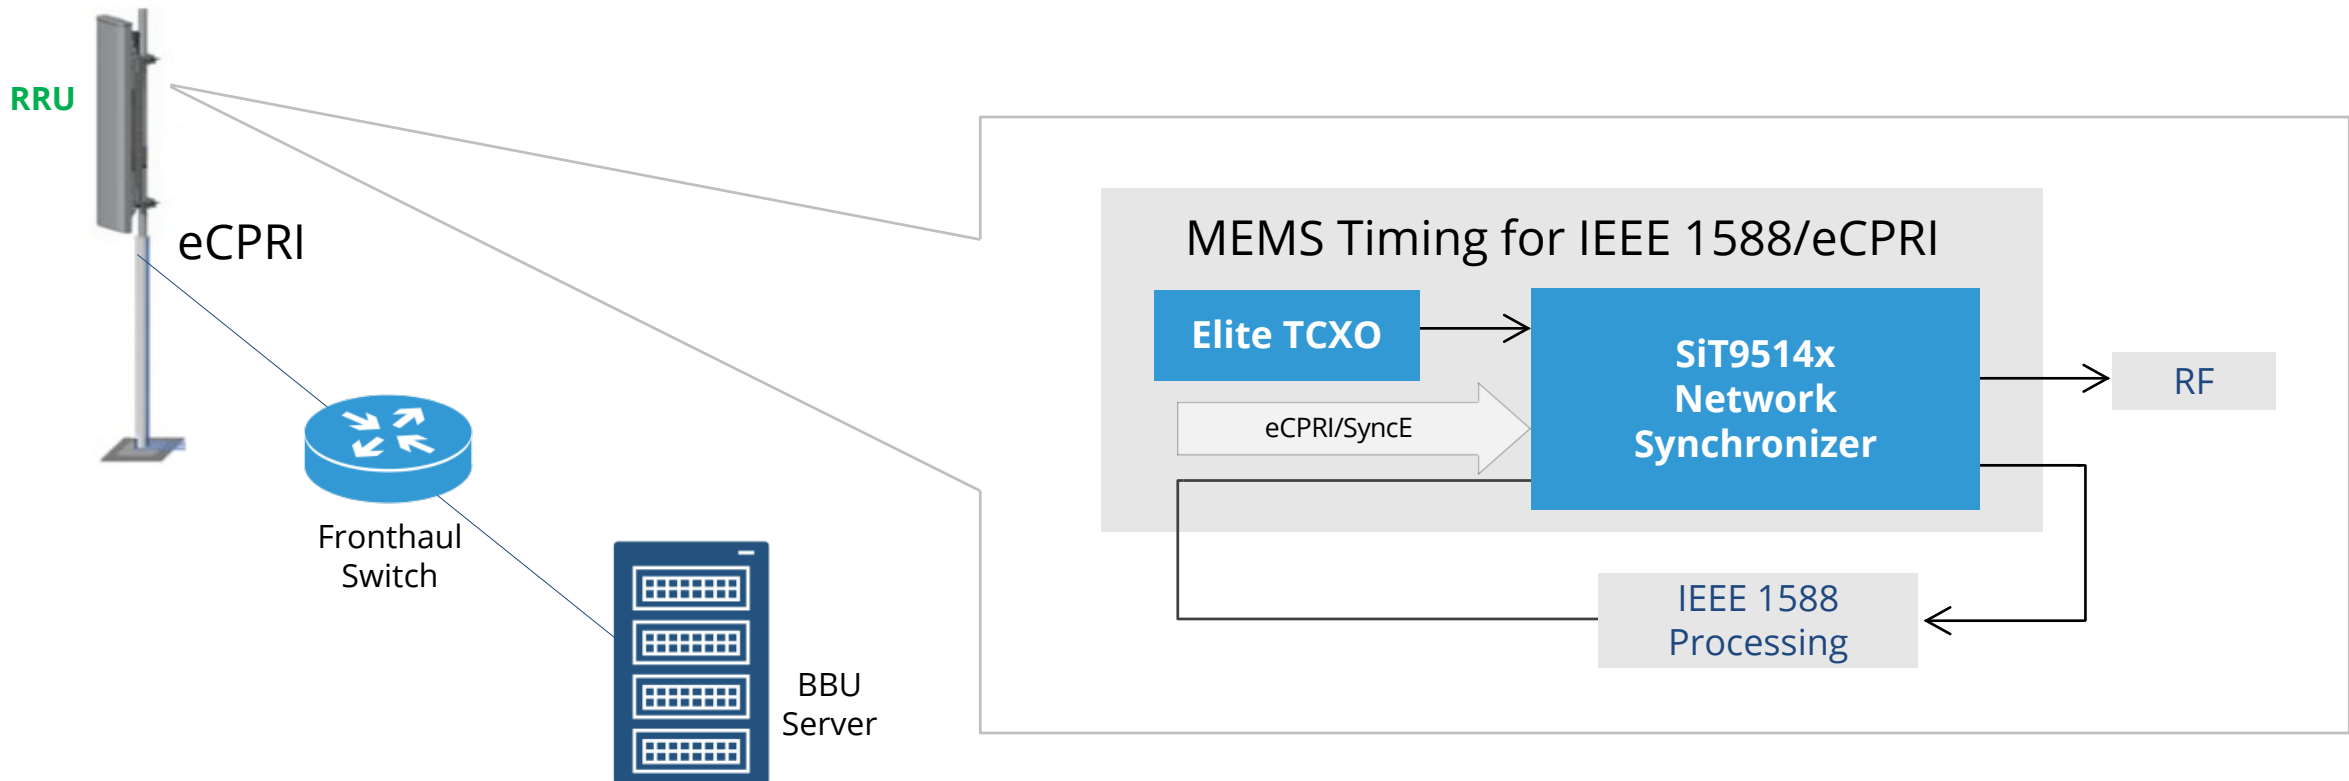 RRU
eCPRI
Fronthaul
Switch
BBU
Server
MEMS Timing for IEEE 1588/eCPRI
Elite TCXO
eCPRI/SyncE
SiT9514x
Network
Synchronizer
RF
IEEE 1588
Processing